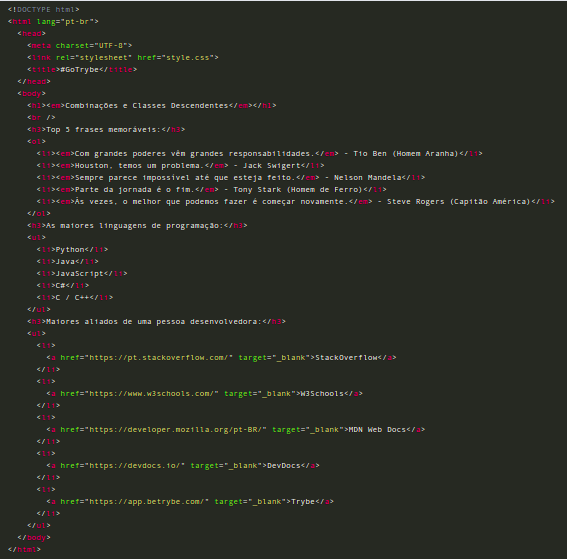 <!DOCTYPE html>
<html lang="pt-br">
<head>
<meta charset="UTF-8">
<link rel="stylesheet" href="style.css">
<title>#GoTrybe</title>
</head>
<body>
<h1><em>Combinações e Classes Descendentes</em></h1>
<br />
<h3>Top 5 frases memoráveis:</h3>
<ol>
<li><em>Com grandes poderes vêm grandes responsabilidades.</em> - Tio Ben (Homem Aranha)</li>
<li><em>Houston, temos um problema.</em> - Jack Swigert</li>
<li><em>Sempre parece impossível até que esteja feito.</em> - Nelson Mandela</li>
<li><em>Parte da jornada é o fim.</em> - Tony Stark (Homem de Ferro)</li>
<li><em>Às vezes, o melhor que podemos fazer é começar novamente.</em> - Steve Rogers (Capitão América)</li>
</ol>
<h3>As maiores linguagens de programação:</h3>
<ul>
<li>Python</li>
<li>Java</li>
<li>JavaScript</li>
<li>C#</li>
<li>C / C++</li>
</ul>
<h3>Maiores aliados de uma pessoa desenvolvedora:</h3>
<ul>
<li>
<a href="https://pt.stackoverflow.com/" target="_blank">StackOverflow</a>
</li>
<li>
<a href="https://www.w3schools.com/" target="_blank">W3Schools</a>
</li>
<li>
<a href="https://developer.mozilla.org/pt-BR/" target="_blank">MDN Web Docs</a>
</li>
<li>
<a href="https://devdocs.io/" target="_blank">DevDocs</a>
</li>
<li>
<a href="https://app.betrybe.com/" target="_blank">Trybe</a>
</li>
</ul>
</body>
</html>